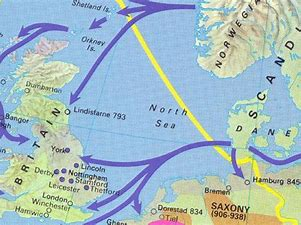 Shetland Is.
Orkney
Is.
NORWEGIAN
SCANDI
Dumbarton
Lindisfarne 793
North
Sea
Bangor
BRITAIN
DANE
York
Lincoln
Derby
Nottingham
Stamford
Leicester
Thetford
London
Winchester
Hamwic
Ghent
Dorestad 834
Tiel
Bremen
Hamburg 845
SAXONY
(906-938)